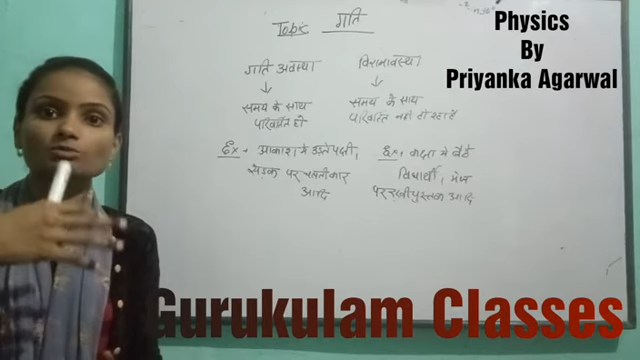 Topic गति
Physics
By
Priyanka Agarwal
गति अवस्था
समय के साथ
परिवर्तित हो
Ex → आकाश मे उड़ते पक्षी,
सड़क पर चलती कार
आदि
विरामावस्था
समय के साथ
परिवर्तित नही हो रहा है
Ex → कक्षा मे बैठे
विद्यार्थी, मेज
पर रखी पुस्तक आदि
Gurukulam Classes